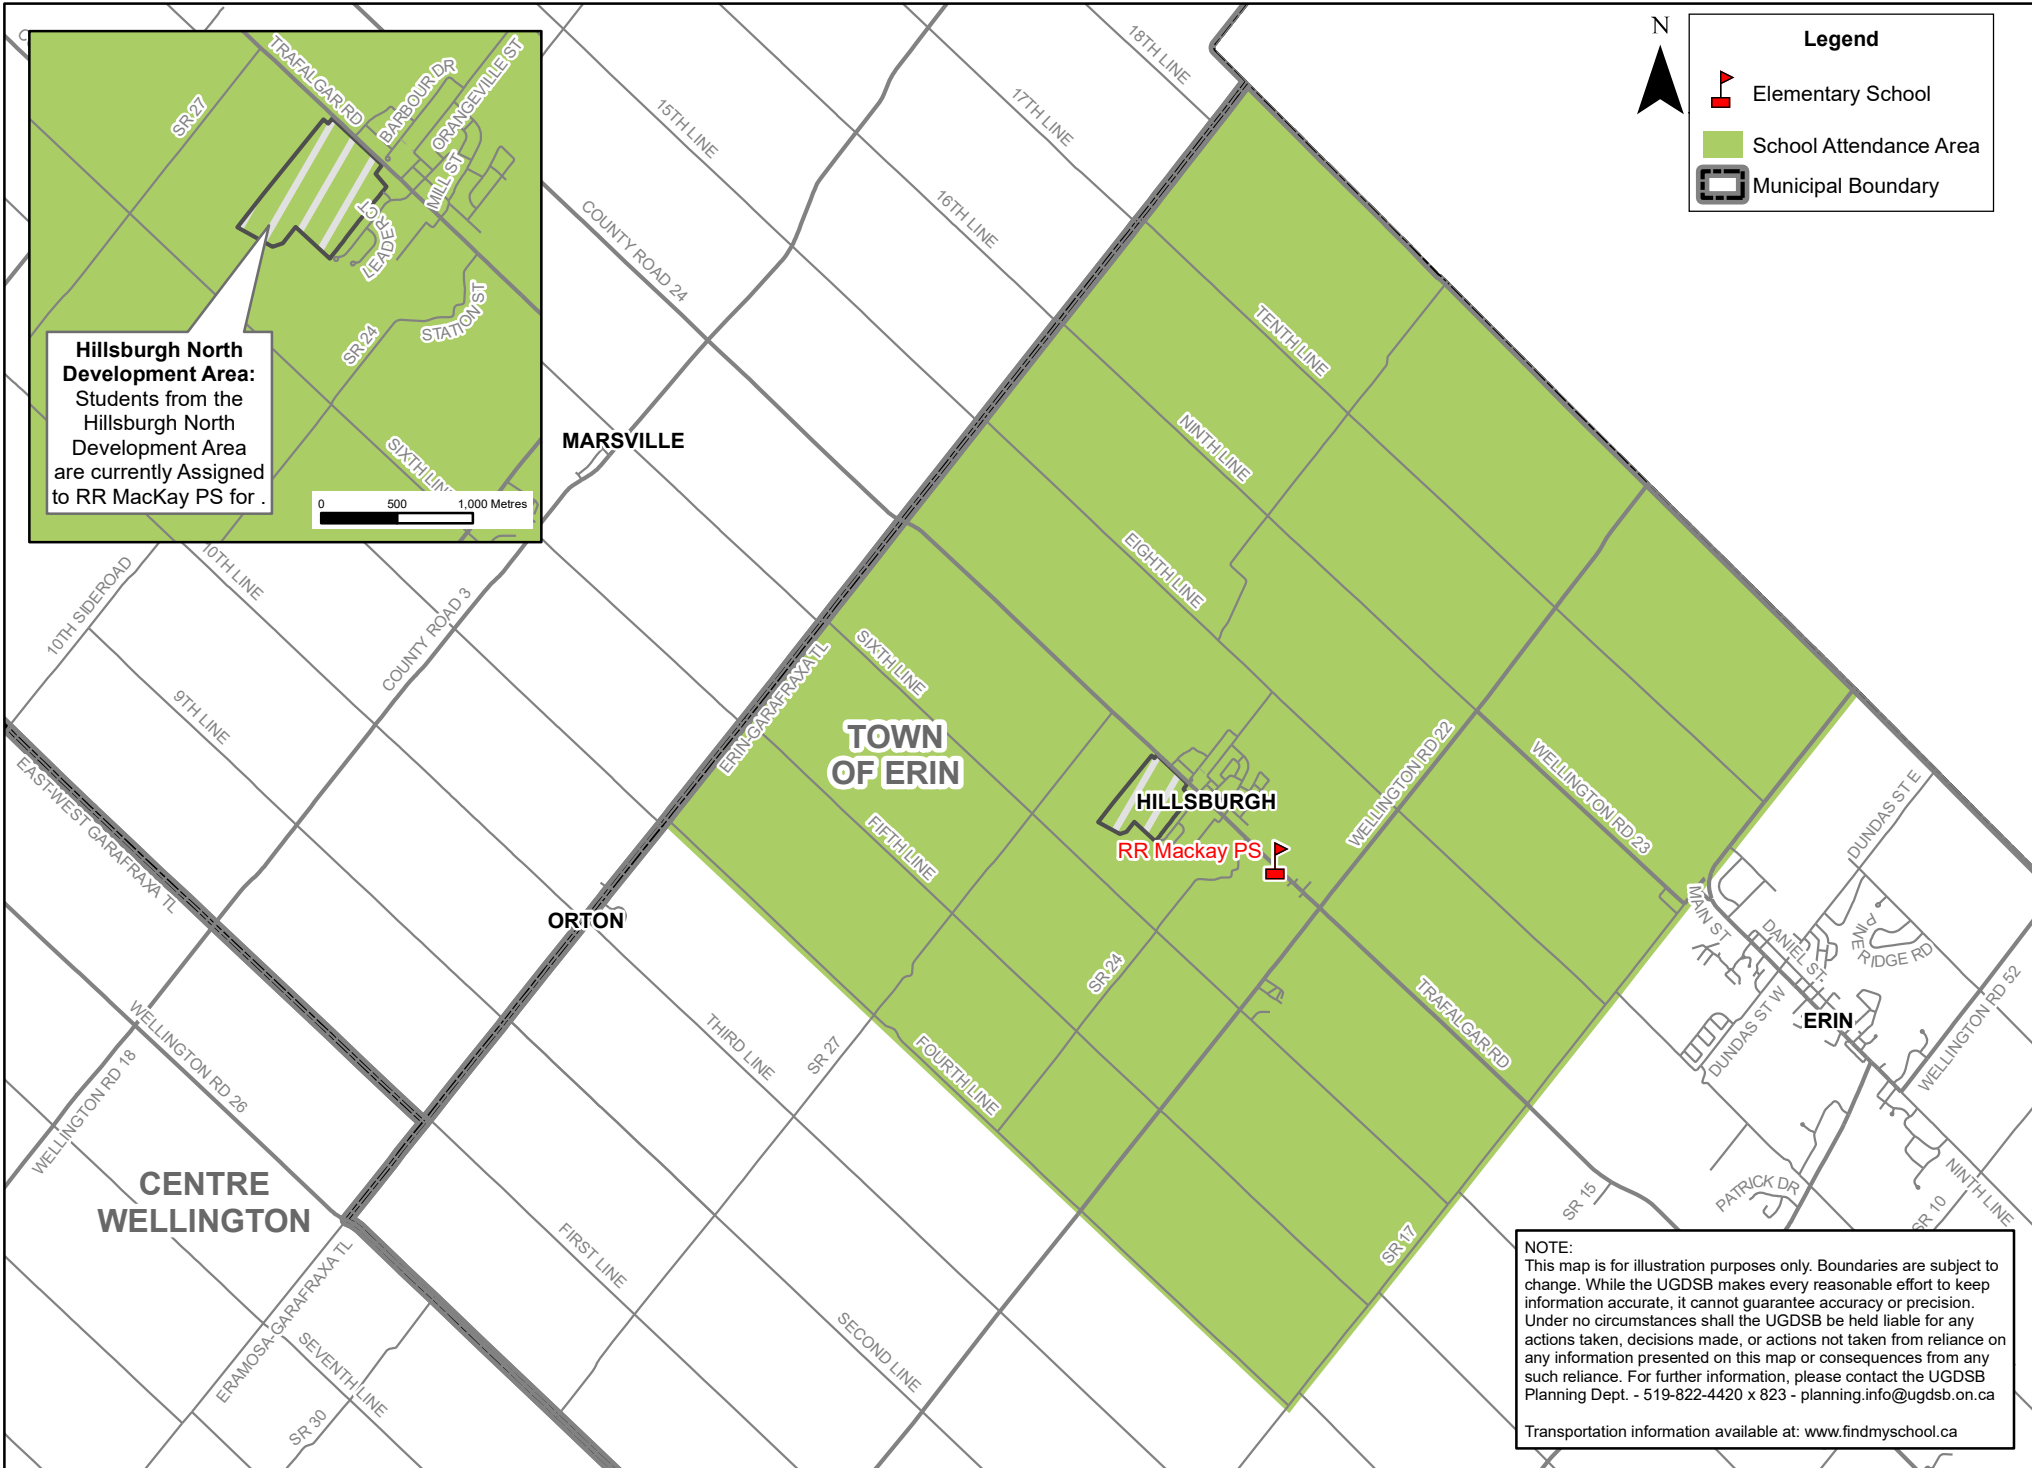 N
Legend
Elementary School
School Attendance Area
Municipal Boundary
TRAFALGAR RD
BARBOUR DR
ORANGEVILLE ST
SR 27
MILL ST
LEADER CT
STATION ST
SR 24
SIXTH LINE
Hillsburgh North
Development Area:
Students from the
Hillsburgh North
Development Area
are currently Assigned
to RR MacKay PS for .
0 500 1,000 Metres
18TH LINE
17TH LINE
15TH LINE
16TH LINE
COUNTY ROAD 24
TENTH LINE
NINTH LINE
EIGHTH LINE
MARSVILLE
10TH LINE
10TH SIDEROAD
COUNTY ROAD 3
9TH LINE
ERIN-GARAFRAXA TL
SIXTH LINE
TOWN
OF ERIN
FIFTH LINE
HILLSBURGH
RR Mackay PS
WELLINGTON RD 22
WELLINGTON RD 23
DUNDAS ST E
MAIN ST
DANIEL ST.
PINE RIDGE RD
DUNDAS ST W
ERIN
WELLINGTON RD 52
EAST-WEST GARAFRAXA TL
ORTON
SR 24
TRAFALGAR RD
WELLINGTON RD 26
WELLINGTON RD 18
THIRD LINE
SR 27
FOURTH LINE
CENTRE
WELLINGTON
FIRST LINE
SECOND LINE
SR 17
SR 15
PATRICK DR
SR 10
NINTH LINE
ERAMOSA-GARAFRAXA TL
SEVENTH LINE
SR 30
NOTE:
This map is for illustration purposes only. Boundaries are subject to
change. While the UGDSB makes every reasonable effort to keep
information accurate, it cannot guarantee accuracy or precision.
Under no circumstances shall the UGDSB be held liable for any
actions taken, decisions made, or actions not taken from reliance on
any information presented on this map or consequences from any
such reliance. For further information, please contact the UGDSB
Planning Dept. - 519-822-4420 x 823 - planning.info@ugdsb.on.ca
Transportation information available at: www.findmyschool.ca